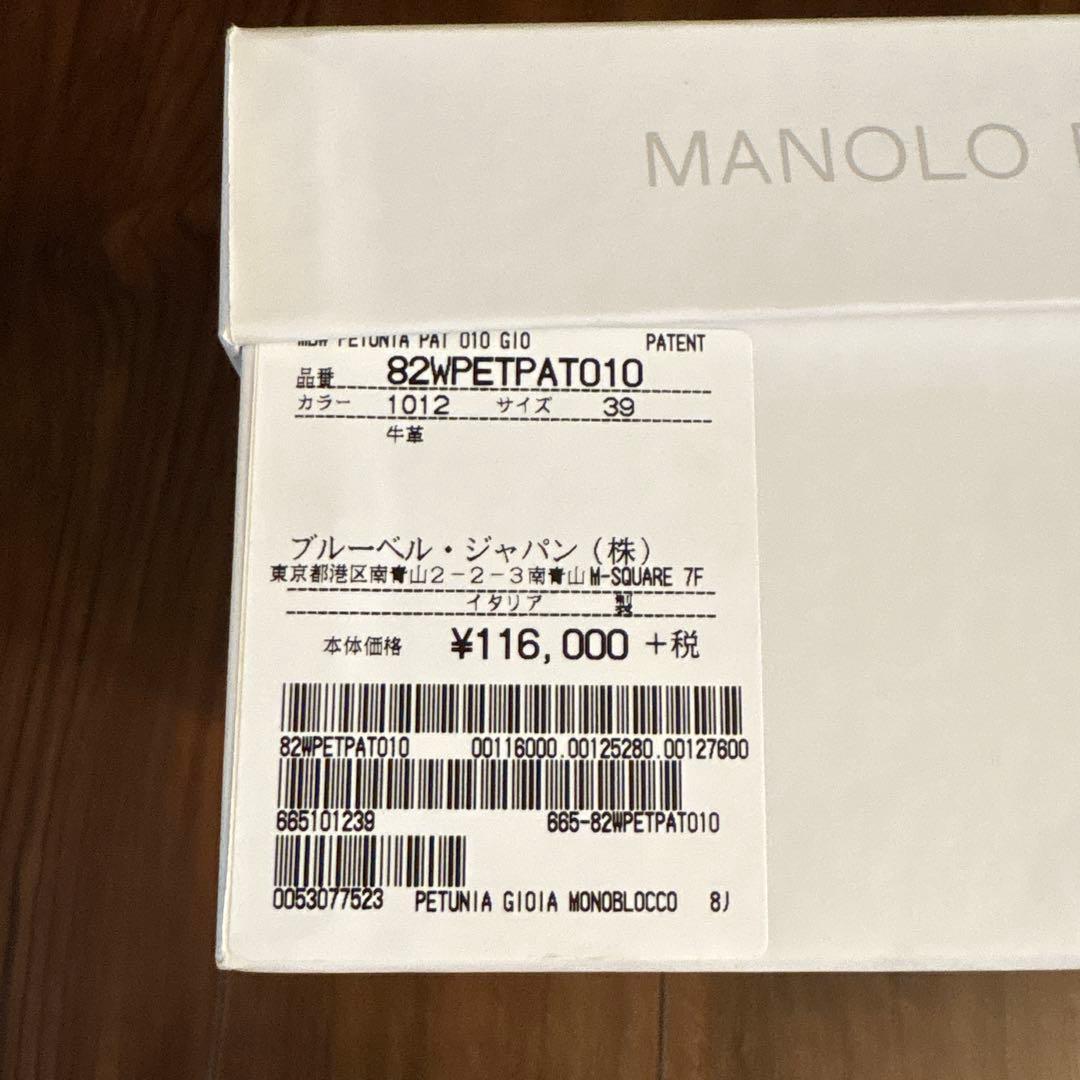 MANOLO
PETUNIA PAT 010 GIO PATENT
品番 82WPETPAT010
カラー 1012 サイズ 39
牛革
ブルーベル・ジャパン（株）
東京都港区南青山2-2-3南青山M-SQUARE 7F
イタリア 製
本体価格 ¥116,000 +税
82WPETPAT010 00116000.00125280.00127600
665101239 665-82WPETPAT010
0053077523 PETUNIA GIOIA MONOBLOCCO